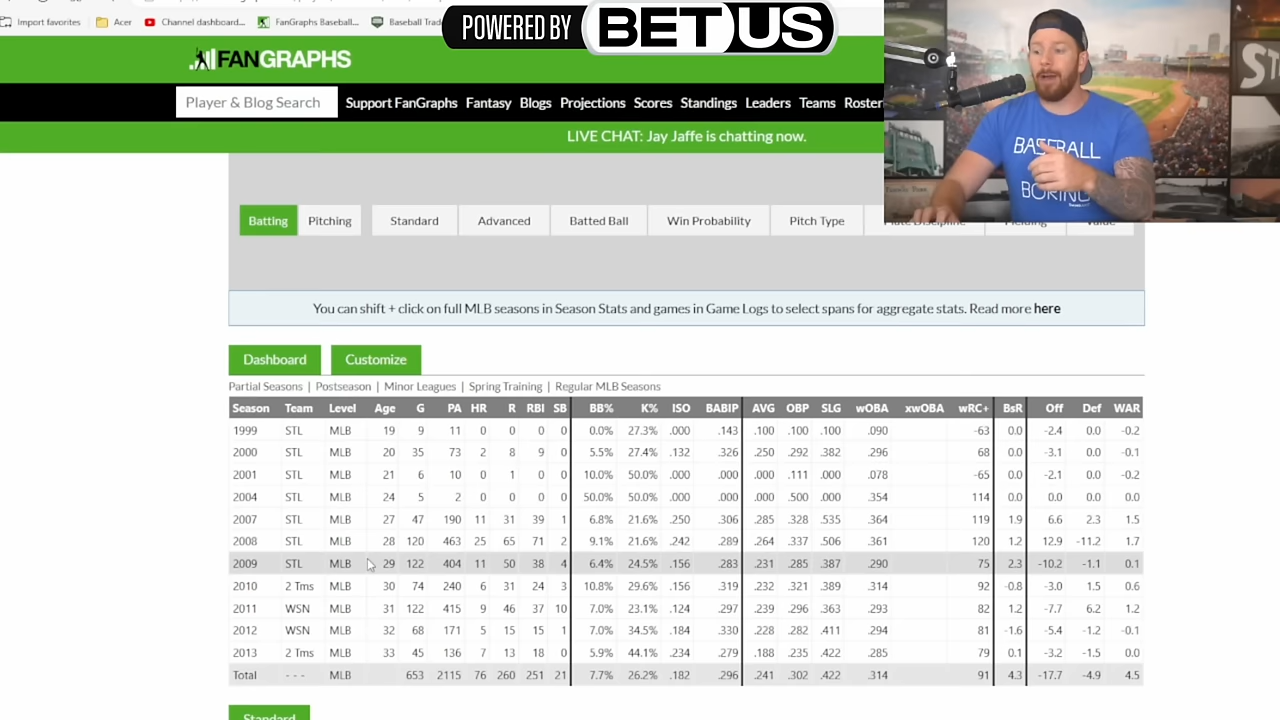 Import favorites Acer Channel dashboard... FanGraphs Baseball... Baseball Trad
POWERED BY BETUS
FANGRAPHS
Player & Blog Search Support FanGraphs Fantasy Blogs Projections Scores Standings Leaders Teams Roster
LIVE CHAT: Jay Jaffe is chatting now.
BASEBALL
BORING
Batting Pitching Standard Advanced Batted Ball Win Probability Pitch Type Plate Discipline Fielding Value
You can shift + click on full MLB seasons in Season Stats and games in Game Logs to select spans for aggregate stats. Read more here
Dashboard Customize
Partial Seasons | Postseason | Minor Leagues | Spring Training | Regular MLB Seasons
Season Team Level Age G PA HR R RBI SB BB% K% ISO BABIP AVG OBP SLG wOBA xwOBA wRC+ BsR Off Def WAR
1999 STL MLB 19 9 11 0 0 0 0 0.0% 27.3% .000 .143 .100 .100 .100 .090 -63 0.0 -2.4 0.0 -0.2
2000 STL MLB 20 35 73 2 8 9 0 5.5% 27.4% .132 .326 .250 .292 .382 .296 68 0.0 -3.1 0.0 -0.1
2001 STL MLB 21 6 10 0 1 0 0 10.0% 50.0% .000 .000 .000 .111 .000 .078 -65 0.0 -2.1 0.0 -0.2
2004 STL MLB 24 5 2 0 0 0 0 50.0% 50.0% .000 .000 .000 .500 .000 .354 114 0.0 0.0 0.0 0.0
2007 STL MLB 27 47 190 11 31 39 1 6.8% 21.6% .250 .306 .285 .328 .535 .364 119 1.9 6.6 2.3 1.5
2008 STL MLB 28 120 463 25 65 71 2 9.1% 21.6% .242 .289 .264 .337 .506 .361 120 1.2 12.9 -11.2 1.7
2009 STL MLB 29 122 404 11 50 38 4 6.4% 24.5% .156 .283 .231 .285 .387 .290 75 2.3 -10.2 -1.1 0.1
2010 2 Tms MLB 30 74 240 6 31 24 3 10.8% 29.6% .156 .319 .232 .321 .389 .314 92 -0.8 -3.0 1.5 0.6
2011 WSN MLB 31 122 415 9 46 37 10 7.0% 23.1% .124 .297 .239 .296 .363 .293 82 1.2 -7.7 6.2 1.2
2012 WSN MLB 32 68 171 5 15 15 1 7.0% 34.5% .184 .330 .228 .282 .411 .294 81 -1.6 -5.4 -1.2 -0.1
2013 2 Tms MLB 33 45 136 7 13 18 0 5.9% 44.1% .234 .279 .188 .235 .422 .285 79 0.1 -3.2 -1.5 0.0
Total - - - MLB 653 2115 76 260 251 21 7.7% 26.2% .182 .296 .241 .302 .422 .314 91 4.3 -17.7 -4.9 4.5
Standard